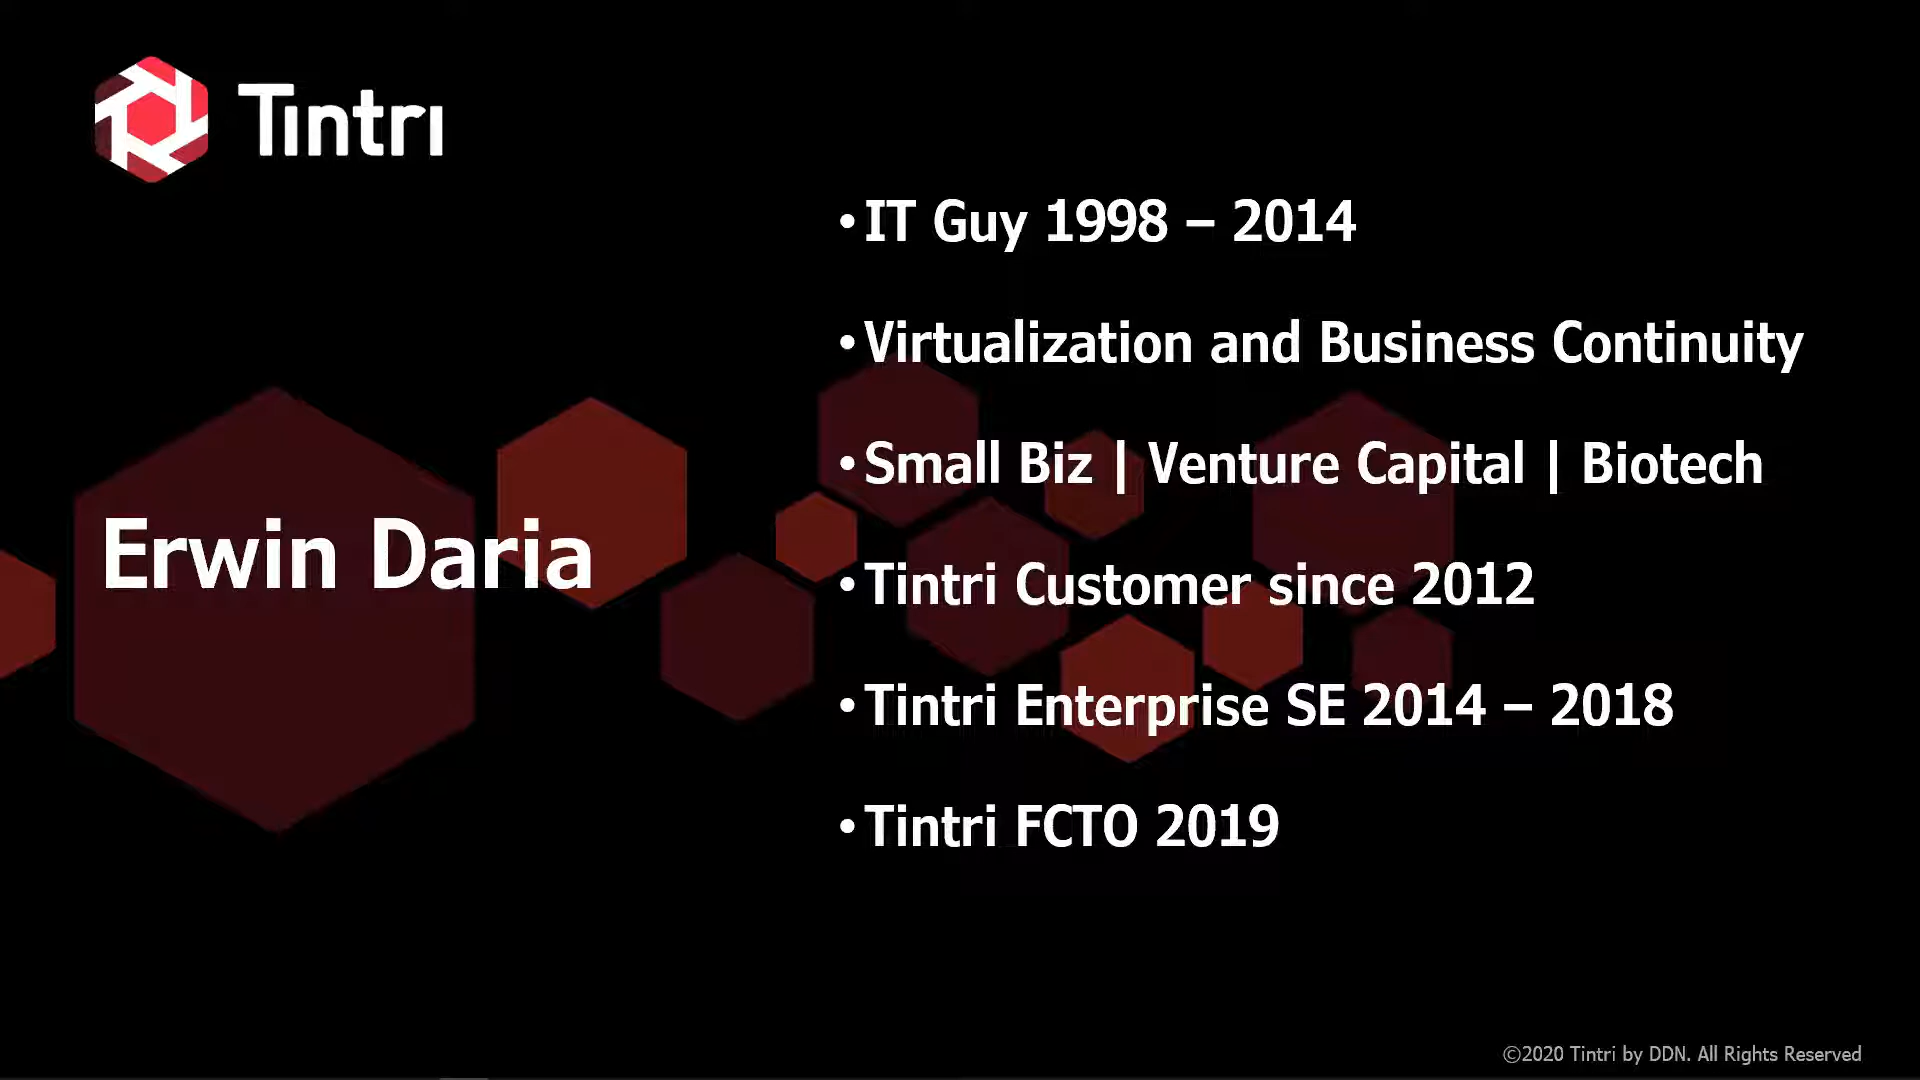 Tintri
• IT Guy 1998 – 2014
• Virtualization and Business Continuity
• Small Biz | Venture Capital | Biotech
Erwin Daria
• Tintri Customer since 2012
• Tintri Enterprise SE 2014 – 2018
• Tintri FCTO 2019
©2020 Tintri by DDN. All Rights Reserved